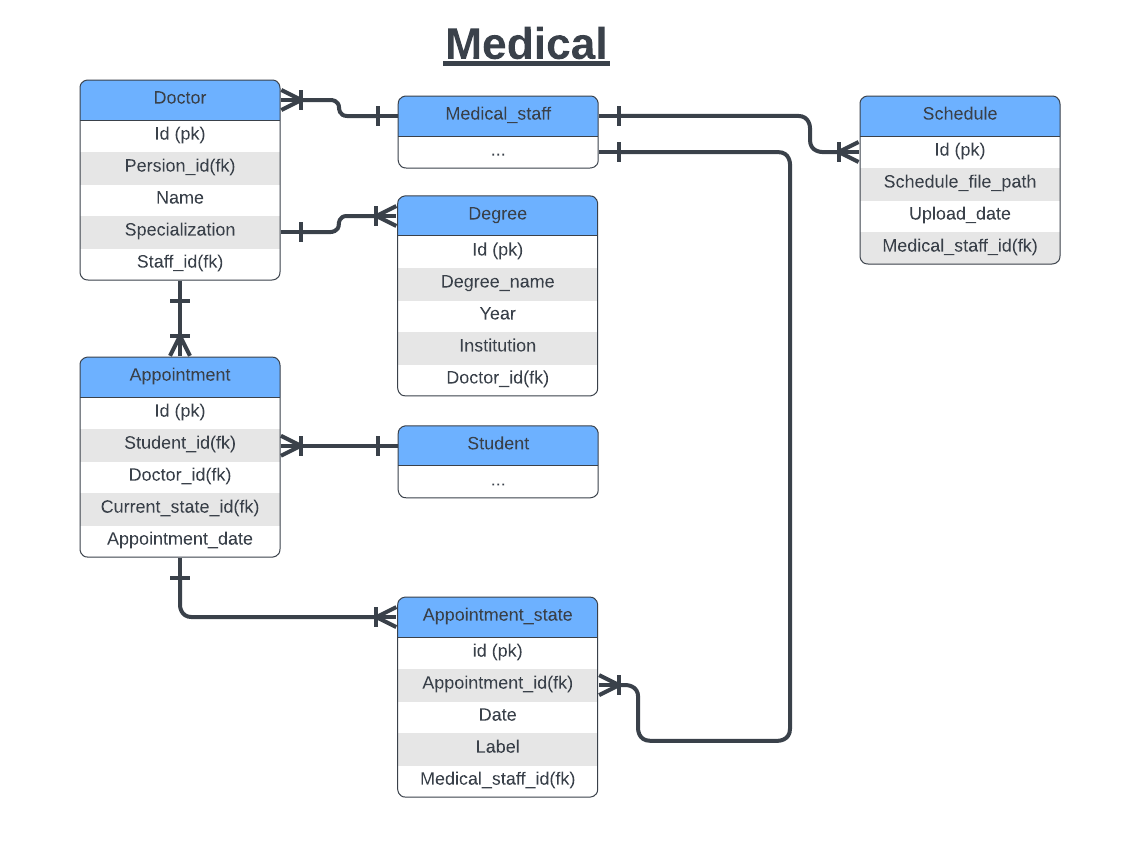 Medical
Doctor
Id (pk)
Persion_id(fk)
Name
Specialization
Staff_id(fk)
Medical_staff
...
Schedule
Id (pk)
Schedule_file_path
Upload_date
Medical_staff_id(fk)
Degree
Id (pk)
Degree_name
Year
Institution
Doctor_id(fk)
Appointment
Id (pk)
Student_id(fk)
Doctor_id(fk)
Current_state_id(fk)
Appointment_date
Student
...
Appointment_state
id (pk)
Appointment_id(fk)
Date
Label
Medical_staff_id(fk)